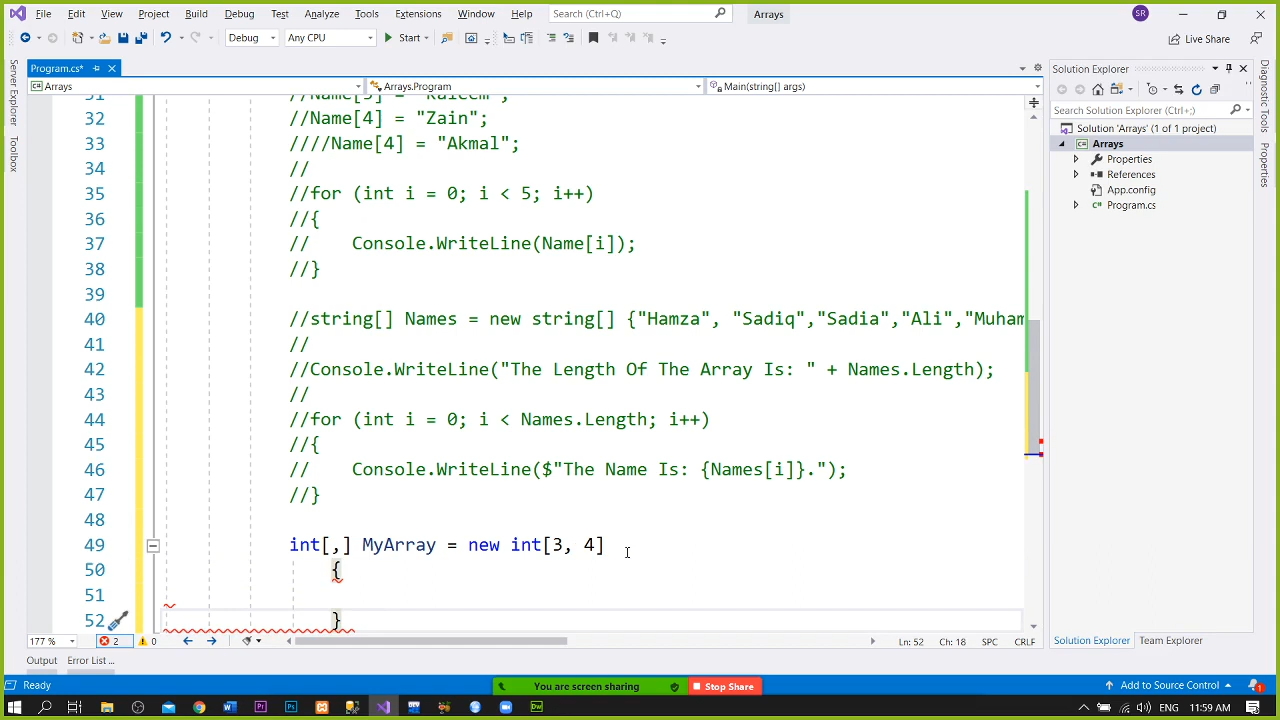 File Edit View Project Build Debug Test Analyze Tools Extensions Window Help Search (Ctrl+Q) Arrays SR
Debug Any CPU Start Live Share
Program.cs*
Arrays Arrays.Program Main(string[] args)
Server Explorer
Toolbox
32 //Name[4] = "Zain";
33 ////Name[4] = "Akmal";
34 //
35 //for (int i = 0; i < 5; i++)
36 //{
37 // Console.WriteLine(Name[i]);
38 //}
39
40 //string[] Names = new string[] {"Hamza", "Sadiq","Sadia","Ali","Muham
41 //
42 //Console.WriteLine("The Length Of The Array Is: " + Names.Length);
43 //
44 //for (int i = 0; i < Names.Length; i++)
45 //{
46 // Console.WriteLine($"The Name Is: {Names[i]}.");
47 //}
48
49 int[,] MyArray = new int[3, 4]
50 {
51
52 }
177 % 2 0 Ln: 52 Ch: 18 SPC CRLF
Output Error List ...
Solution Explorer
Search Solution Explorer (Ctrl+;)
Solution 'Arrays' (1 of 1 project)
Arrays
Properties
References
App.config
Program.cs
Solution Explorer Team Explorer
Diagnostic Tools
Properties
Ready Add to Source Control 1
You are screen sharing Stop Share
ENG 11:59 AM